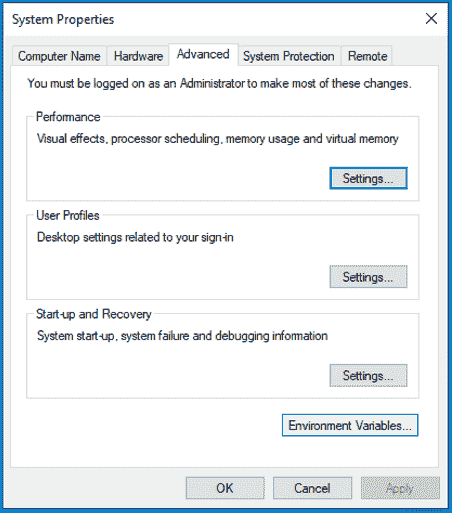 System Properties
Computer Name Hardware Advanced System Protection Remote
You must be logged on as an Administrator to make most of these changes.
Performance
Visual effects, processor scheduling, memory usage and virtual memory
Settings...
User Profiles
Desktop settings related to your sign-in
Settings...
Start-up and Recovery
System start-up, system failure and debugging information
Settings...
Environment Variables...
OK Cancel Apply